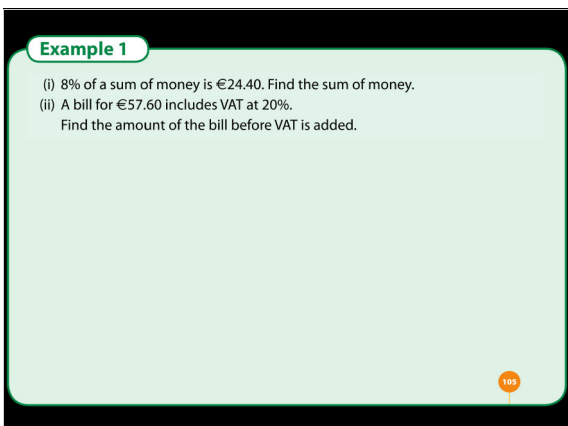 Example 1
(i) 8% of a sum of money is €24.40. Find the sum of money.
(ii) A bill for €57.60 includes VAT at 20%.
Find the amount of the bill before VAT is added.
105